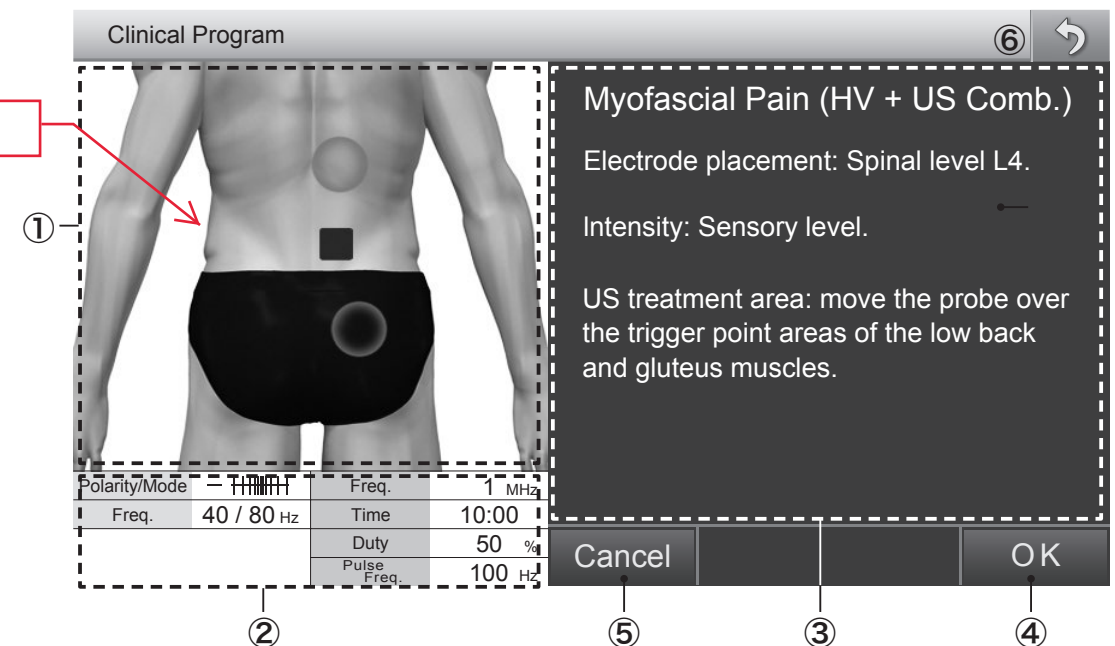 Clinical Program
⑥
Myofascial Pain (HV + US Comb.)
Electrode placement: Spinal level L4.
Intensity: Sensory level.
US treatment area: move the probe over
the trigger point areas of the low back
and gluteus muscles.
①
Polarity/Mode −
Freq. 1 MHz
Freq. 40 / 80 Hz
Time 10:00
Duty 50 %
Pulse Freq. 100 Hz
Cancel
OK
②
⑤
③
④